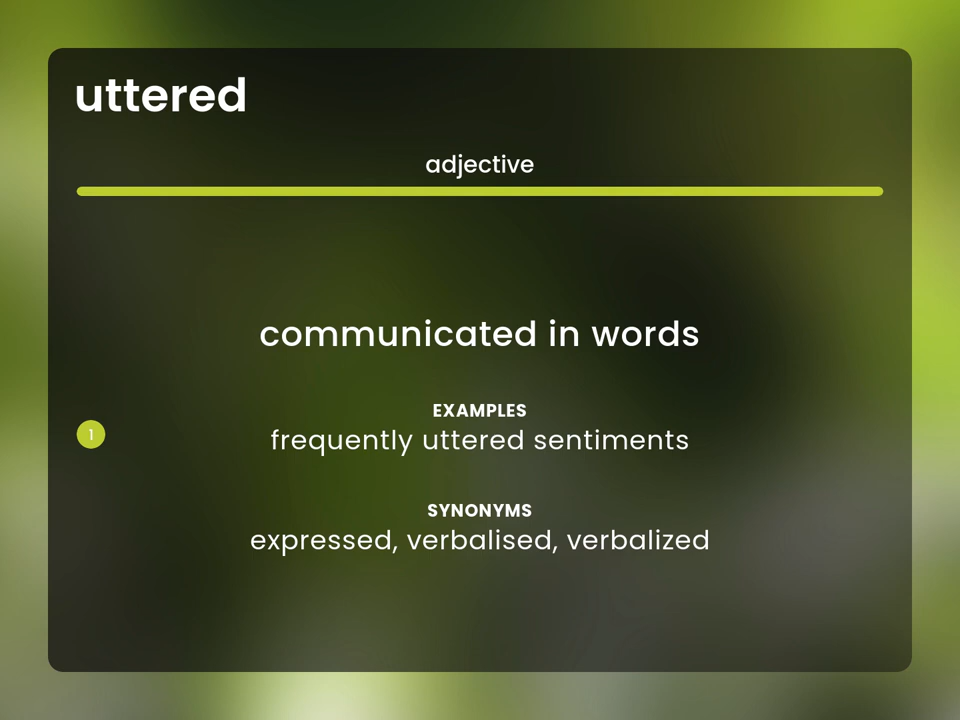 uttered
adjective
communicated in words
EXAMPLES
1
frequently uttered sentiments
SYNONYMS
expressed, verbalised, verbalized